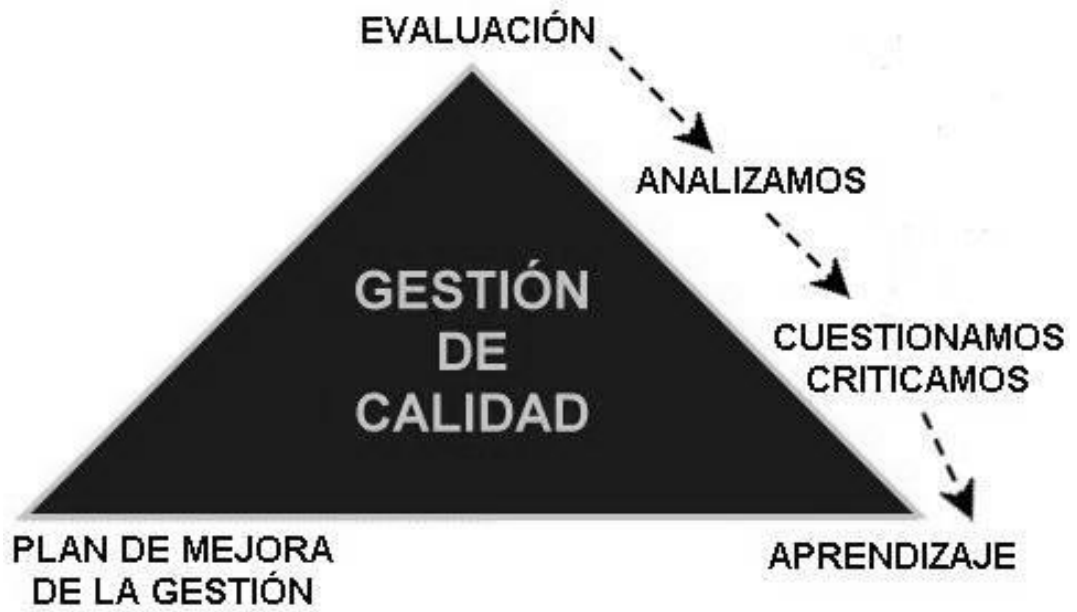 EVALUACIÓN
ANALIZAMOS
GESTIÓN
DE
CALIDAD
CUESTIONAMOS
CRITICAMOS
PLAN DE MEJORA
DE LA GESTIÓN
APRENDIZAJE